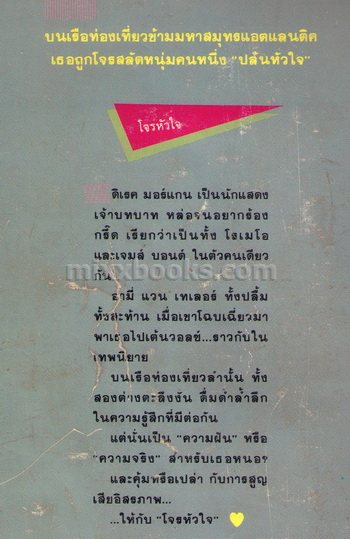 บนเรือท่องเที่ยวข้ามมหาสมุทรแอตแลนติค
เธอถูกโจรสลัดหนุ่มคนหนึ่ง "ปล้นหัวใจ"
โจรหัวใจ
ดิเรค มอร์แกน เป็นนักแสดง
เจ้าบทบาท หล่อจนอยากร้อง
กรี๊ด เรียกว่าเป็นทั้ง โรเมโอ
และเจมส์ บอนด์ ในตัวคนเดียว
กัน
mnxbooks.com
ธามี่ แวน เทเลอร์ ทั้งปลื้ม
ทั้งสะท้าน เมื่อเขาโฉบเฉี่ยวมา
พาเธอไปเต้นวอลซ์...ราวกับใน
เทพนิยาย
บนเรือท่องเที่ยวลำนั้น ทั้ง
สองต่างตะลึงงัน ดื่มด่ำล้ำลึก
ในความรู้สึกที่มีต่อกัน
แต่นั่นเป็น "ความฝัน" หรือ
"ความจริง" สำหรับเธอหนอ?
และคุ้มหรือเปล่า กับการสูญ
เสียอิสรภาพ...
...ให้กับ "โจรหัวใจ"